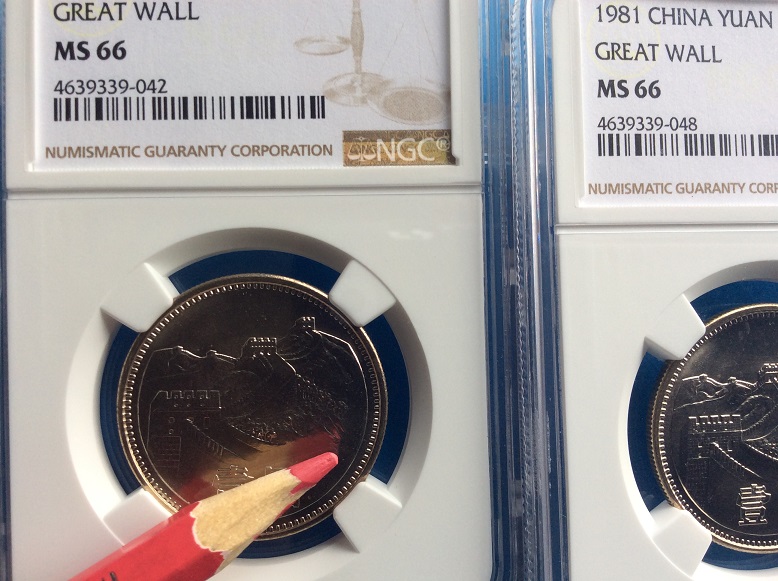 GREAT WALL
MS 66
4639339-042
NUMISMATIC GUARANTY CORPORATION
NGC®
1981 CHINA YUAN
GREAT WALL
MS 66
4639339-048
NUMISMATIC GUARANTY CORP
壹